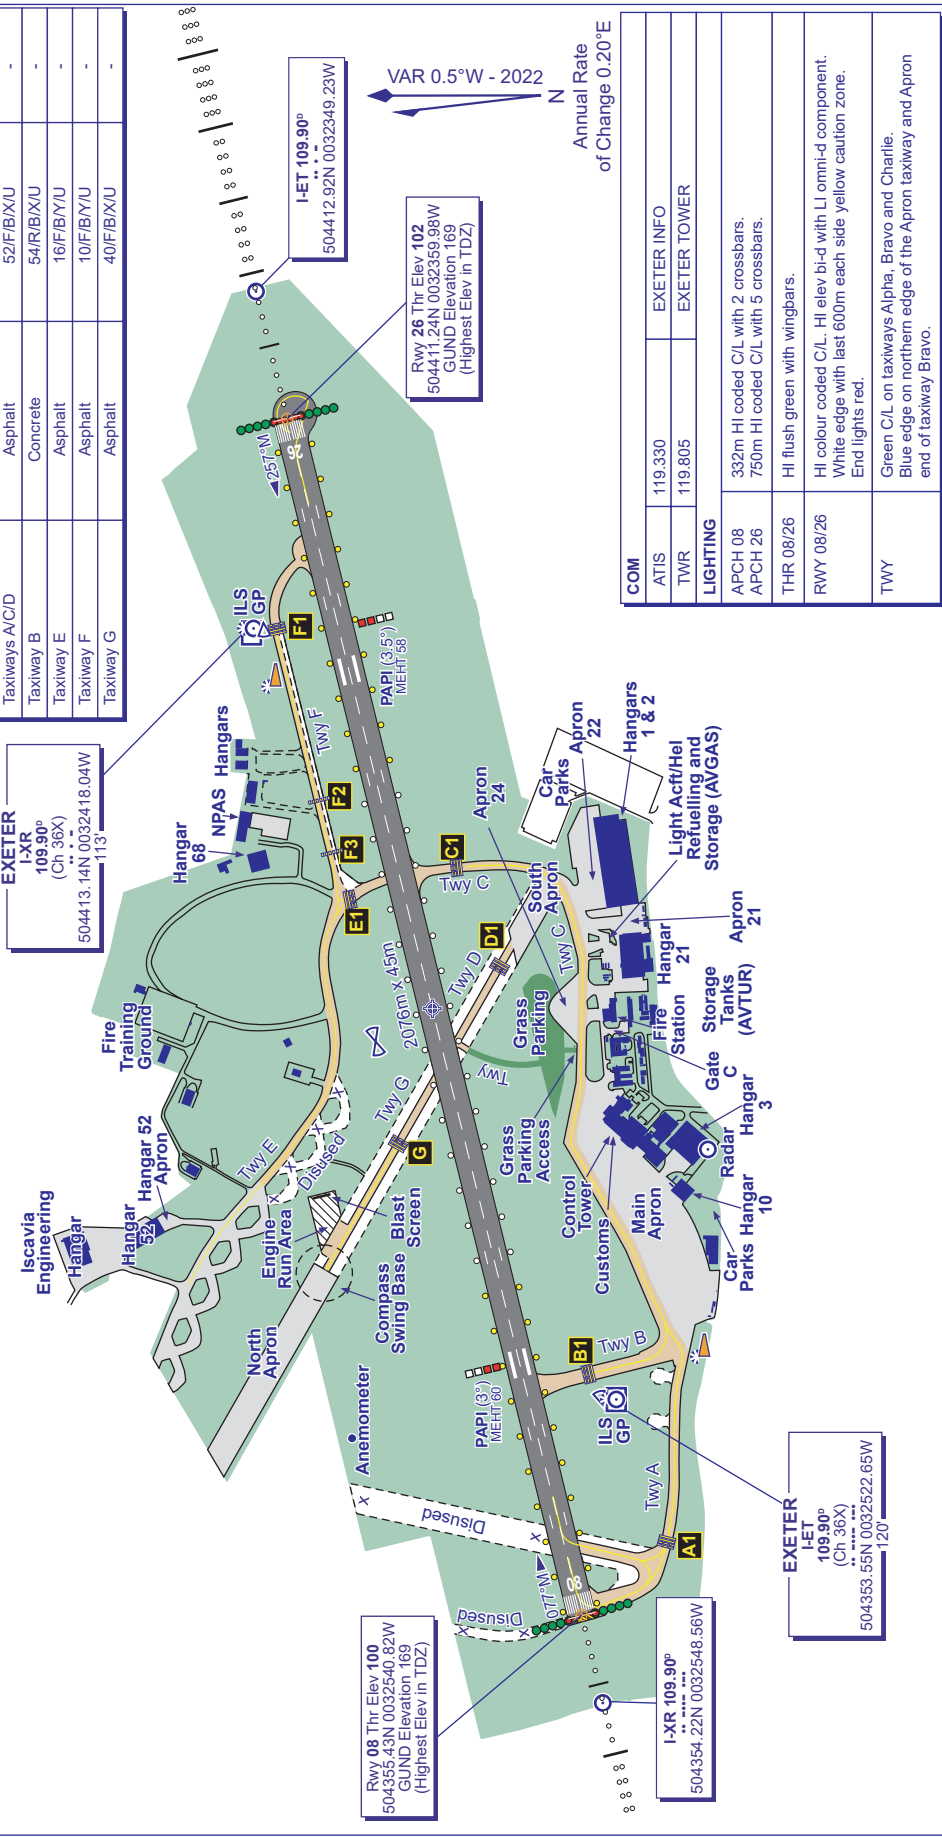 Taxiways A/C/D Asphalt 52/F/B/X/U -
Taxiway B Concrete 54/R/B/X/U -
Taxiway E Asphalt 16/F/B/Y/U -
Taxiway F Asphalt 10/F/B/Y/U -
Taxiway G Asphalt 40/F/B/X/U -
EXETER
I-XR
109.90ᴰ
(Ch 36X)
504413.14N 0032418.04W
113'
I-ET 109.90ᴰ
504412.92N 0032349.23W
VAR 0.5°W - 2022
N
Annual Rate
of Change 0.20°E
Rwy 26 Thr Elev 102
504411.24N 0032359.98W
GUND Elevation 169
(Highest Elev in TDZ)
26
257°M
ILS
GP
F1
Twy F
PAPI (3.5°)
MEHT 58
Hangars
NPAS
Hangar
68
F2
F3
E1
C1
Twy C
2076m x 45m
Fire
Training
Ground
Iscavia
Engineering
Hangar
Hangar
52
Hangar 52
Apron
Twy E
x
x
x
x
x
Disused
Twy G
G
Twy D
D1
Twy
Grass
Parking
Grass
Parking
Access
Twy C
South
Apron
Apron
24
Car
Parks
Apron
22
Hangars
1 & 2
Light Acft/Hel
Refuelling and
Storage (AVGAS)
Apron
21
Hangar
21
Storage
Tanks
(AVTUR)
Fire
Station
Gate
C
Hangar
3
Radar
Hangar
10
Car
Parks
Control
Tower
Customs
Main
Apron
Engine
Run Area
Blast
Screen
Compass
Swing Base
North
Apron
Anemometer
PAPI (3°)
MEHT 60
B1
Twy B
ILS
GP
Twy A
A1
x
Disused
x
077°M
08
Disused
x
x
Rwy 08 Thr Elev 100
504355.43N 0032540.82W
GUND Elevation 169
(Highest Elev in TDZ)
I-XR 109.90ᴰ
504354.22N 0032548.56W
EXETER
I-ET
109.90ᴰ
(Ch 36X)
504353.55N 0032522.65W
120'
COM
ATIS 119.330 EXETER INFO
TWR 119.805 EXETER TOWER
LIGHTING
APCH 08 332m HI coded C/L with 2 crossbars.
APCH 26 750m HI coded C/L with 5 crossbars.
THR 08/26 HI flush green with wingbars.
RWY 08/26 HI colour coded C/L. HI elev bi-d with LI omni-d component.
White edge with last 600m each side yellow caution zone.
End lights red.
TWY Green C/L on taxiways Alpha, Bravo and Charlie.
Blue edge on northern edge of the Apron taxiway and Apron
end of taxiway Bravo.